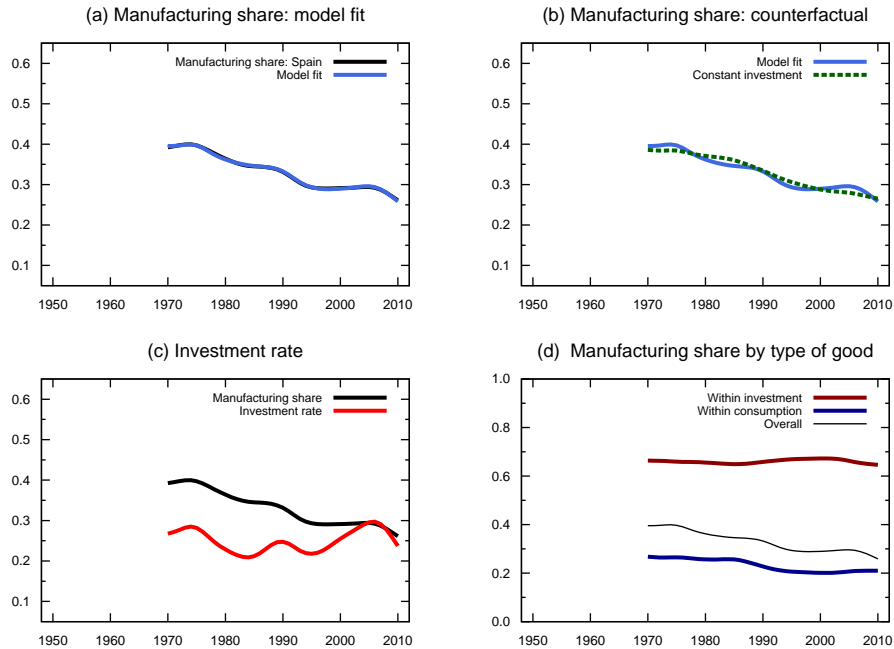 (a) Manufacturing share: model fit
0.6
0.5
0.4
0.3
0.2
0.1
Manufacturing share: Spain
Model fit
1950 1960 1970 1980 1990 2000 2010
(b) Manufacturing share: counterfactual
0.6
0.5
0.4
0.3
0.2
0.1
Model fit
Constant investment
1950 1960 1970 1980 1990 2000 2010
(c) Investment rate
0.6
0.5
0.4
0.3
0.2
0.1
Manufacturing share
Investment rate
1950 1960 1970 1980 1990 2000 2010
(d) Manufacturing share by type of good
1.0
0.8
0.6
0.4
0.2
0.0
Within investment
Within consumption
Overall
1950 1960 1970 1980 1990 2000 2010